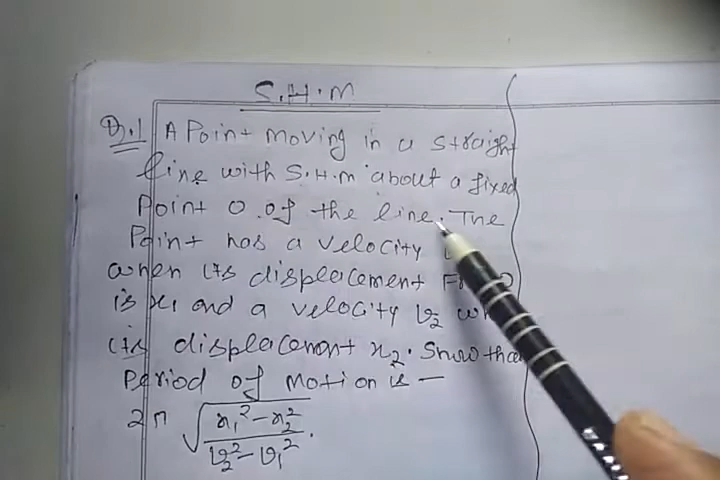 S.H.M
Q.1 A Point moving in a straight
line with S.H.M about a fixed
Point O of the line. The
Point has a velocity
when its displacement From O
is x₁ and a velocity v₂
its displacement x₂. Show that
Period of motion is —
2π √(x₁² - x₂² / v₂² - v₁²).